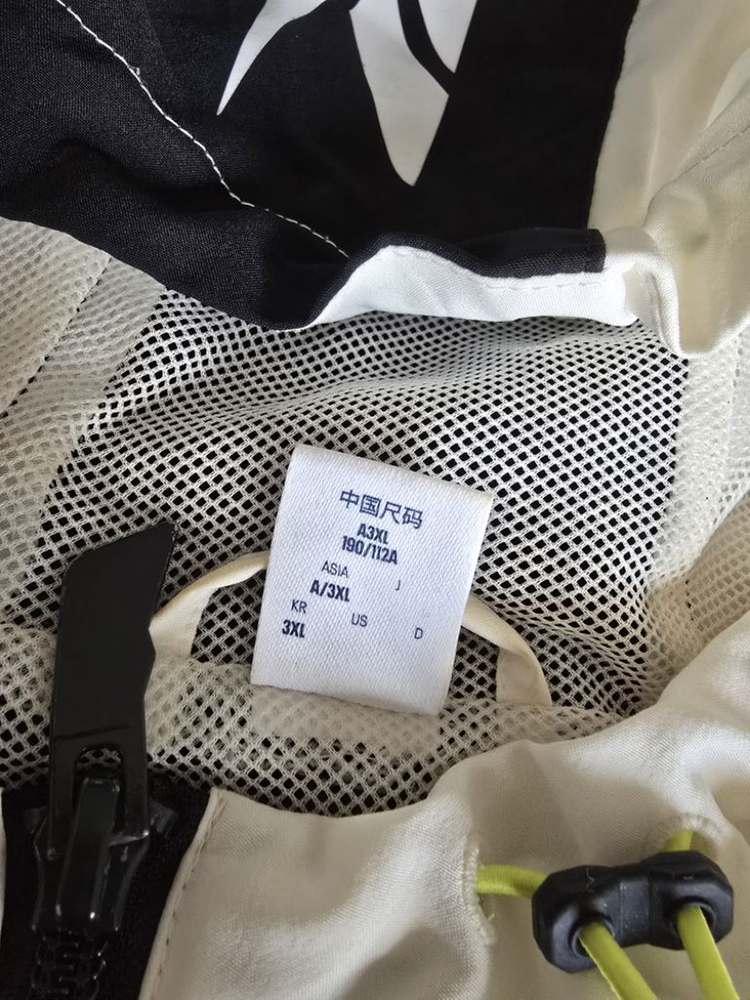 中国尺码
A3XL
190/112A
ASIA J
A/3XL
KR US D
3XL